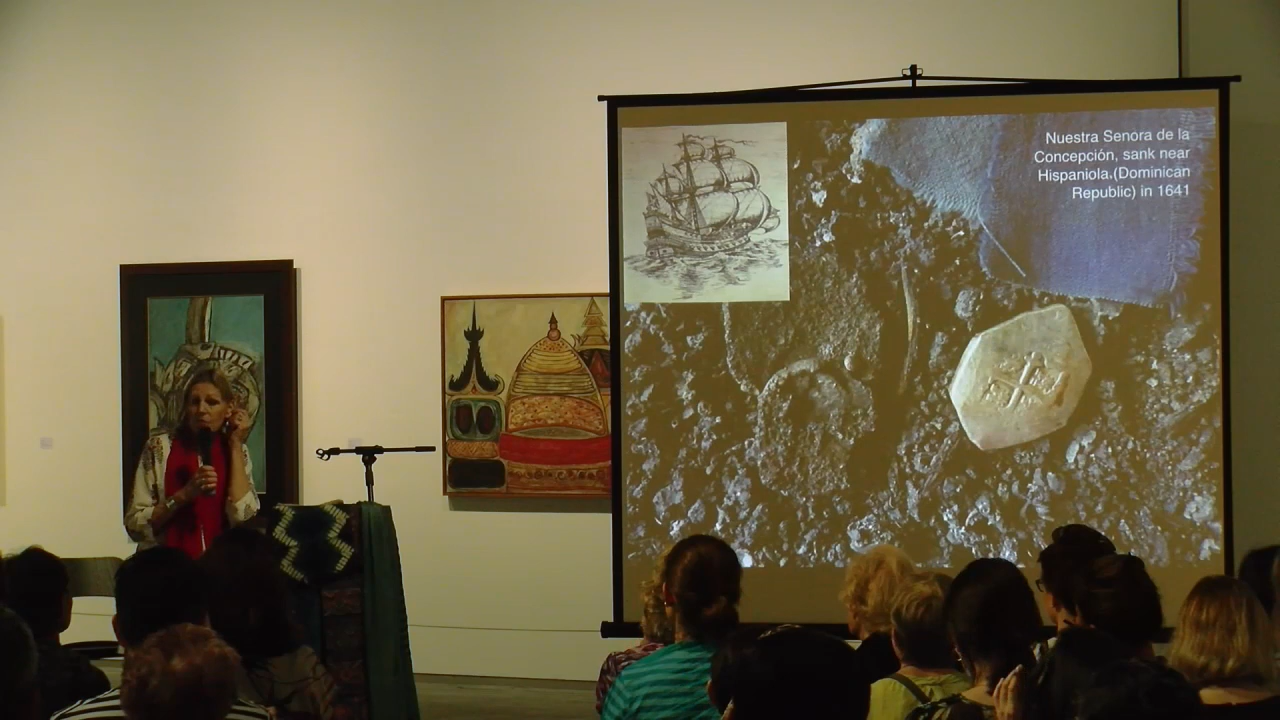 Nuestra Senora de la
Concepción, sank near
Hispaniola.(Dominican
Republic) in 1641